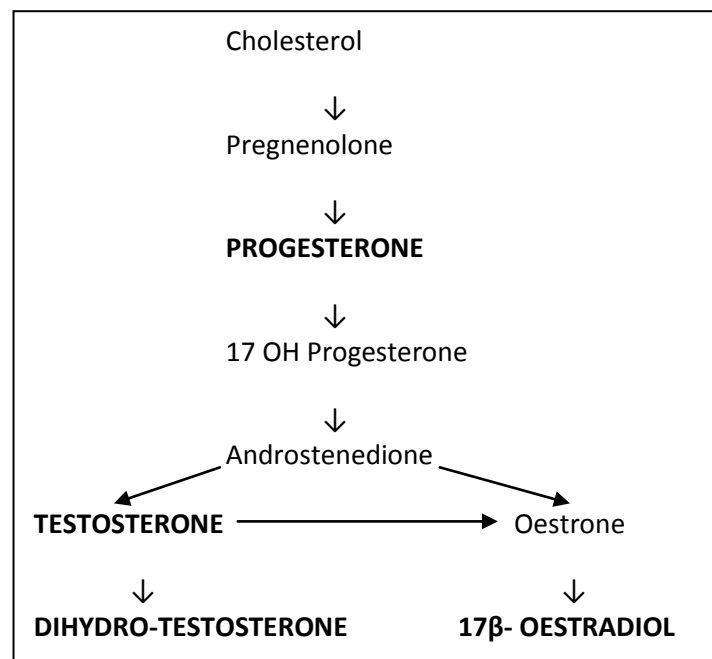 Cholesterol
↓
Pregnenolone
↓
PROGESTERONE
↓
17 OH Progesterone
↓
Androstenedione
TESTOSTERONE Oestrone
↓ ↓
DIHYDRO-TESTOSTERONE 17β- OESTRADIOL